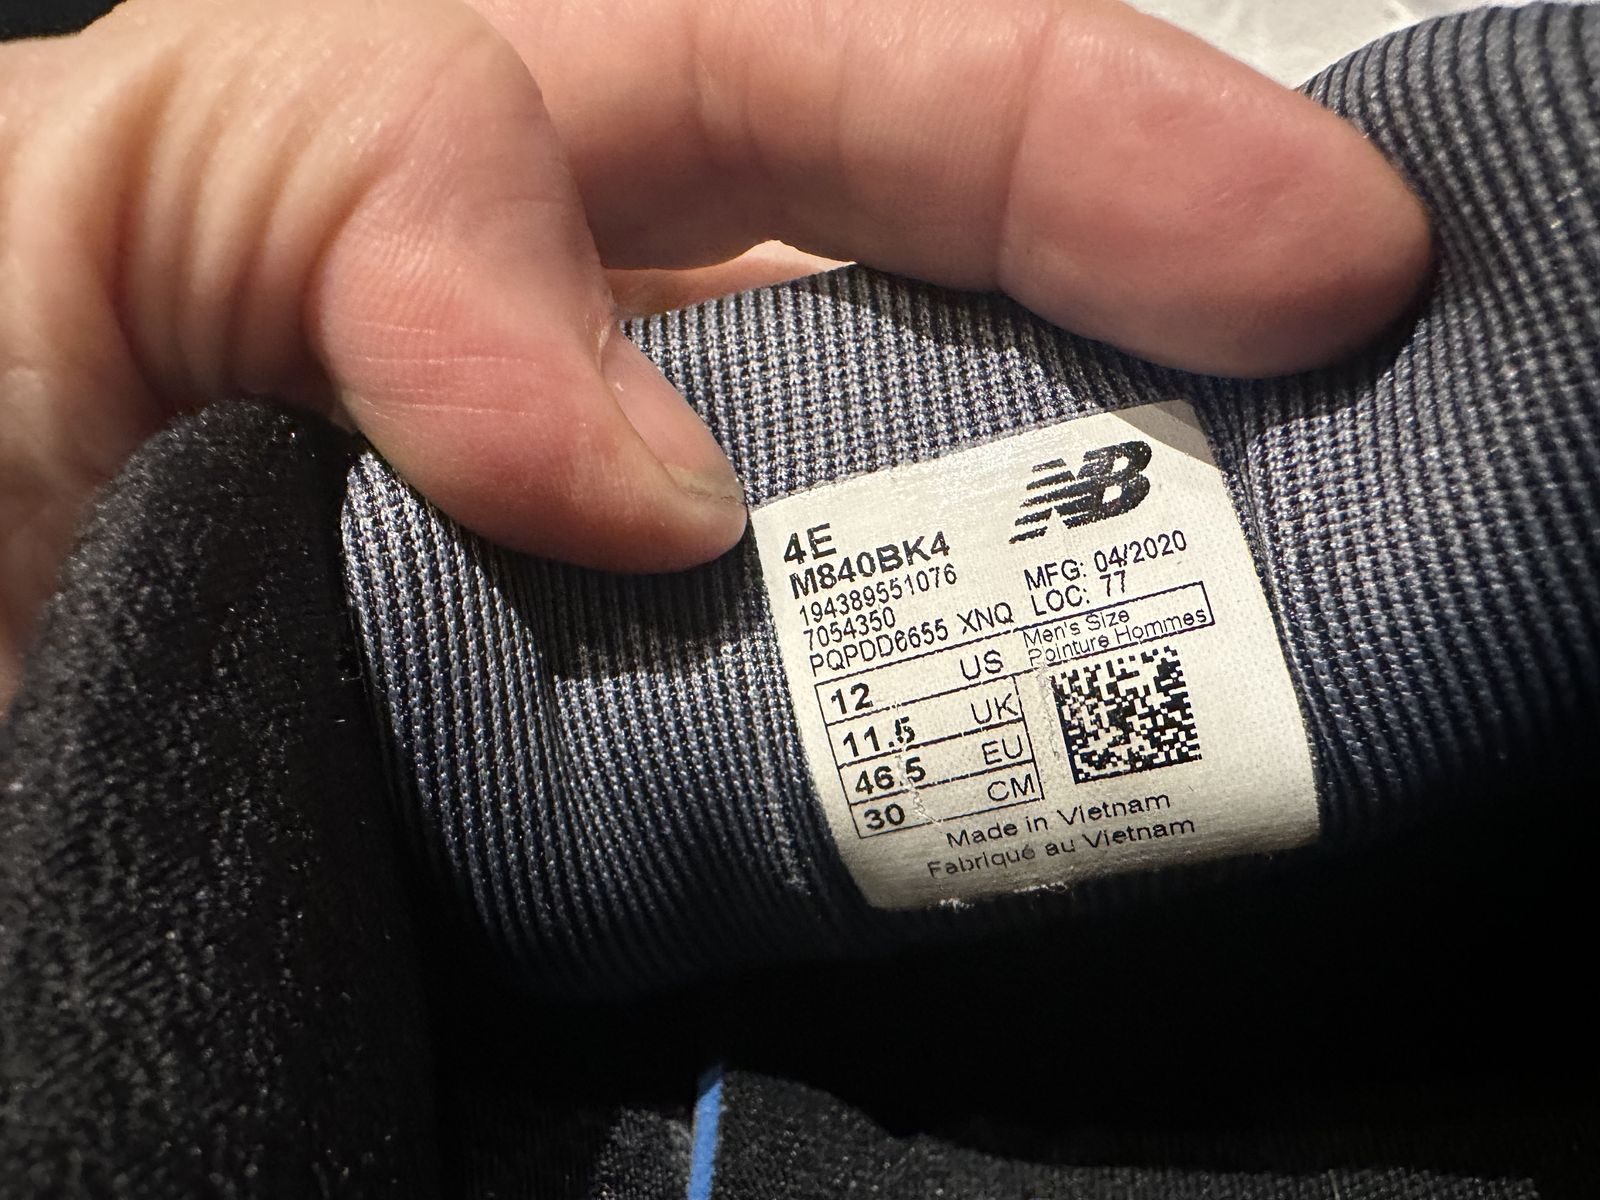 NB
4E
M840BK4
194389551076
7054350
PQPDD6655 XNQ
MFG: 04/2020
LOC: 77
Men's Size
Pointure Hommes
12 US
11.5 UK
46.5 EU
30 CM
Made in Vietnam
Fabriqué au Vietnam